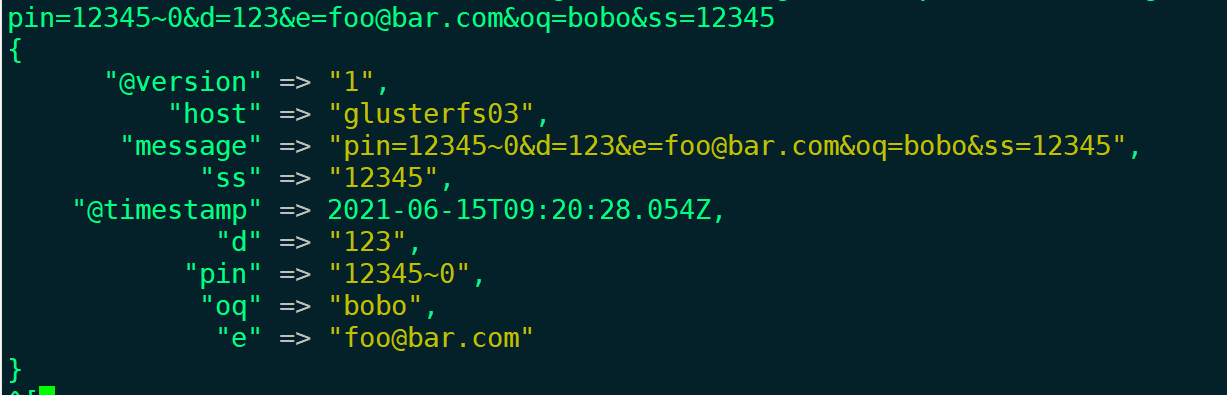 pin=12345~0&d=123&e=foo@bar.com&oq=bobo&ss=12345
{
      "@version" => "1",
          "host" => "glusterfs03",
       "message" => "pin=12345~0&d=123&e=foo@bar.com&oq=bobo&ss=12345",
            "ss" => "12345",
    "@timestamp" => 2021-06-15T09:20:28.054Z,
             "d" => "123",
           "pin" => "12345~0",
            "oq" => "bobo",
             "e" => "foo@bar.com"
}